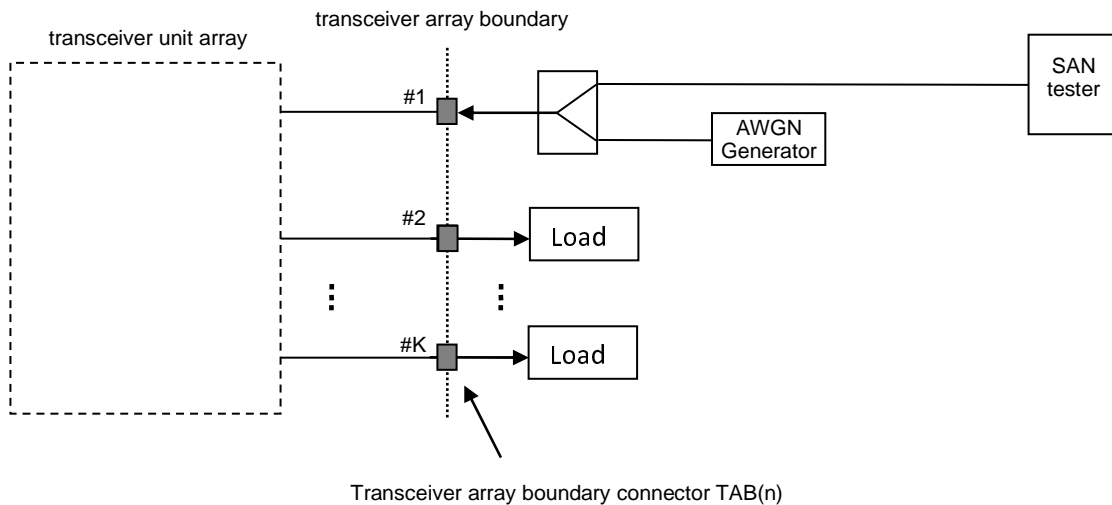 transceiver array boundary
transceiver unit array
SAN
tester
#1
AWGN
Generator
#2
Load
#K
Load
Transceiver array boundary connector TAB(n)